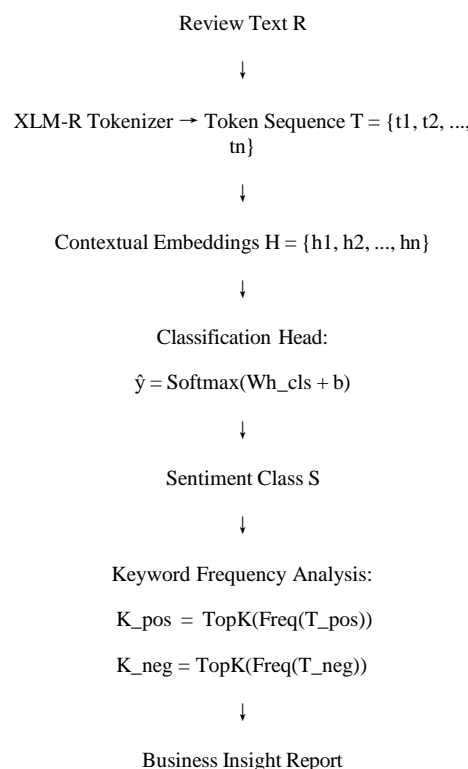 Review Text R
↓
XLM-R Tokenizer → Token Sequence T = {t1, t2, ...,
tn}
↓
Contextual Embeddings H = {h1, h2, ..., hn}
↓
Classification Head:
ŷ = Softmax(Wh_cls + b)
↓
Sentiment Class S
↓
Keyword Frequency Analysis:
K_pos = TopK(Freq(T_pos))
K_neg = TopK(Freq(T_neg))
↓
Business Insight Report